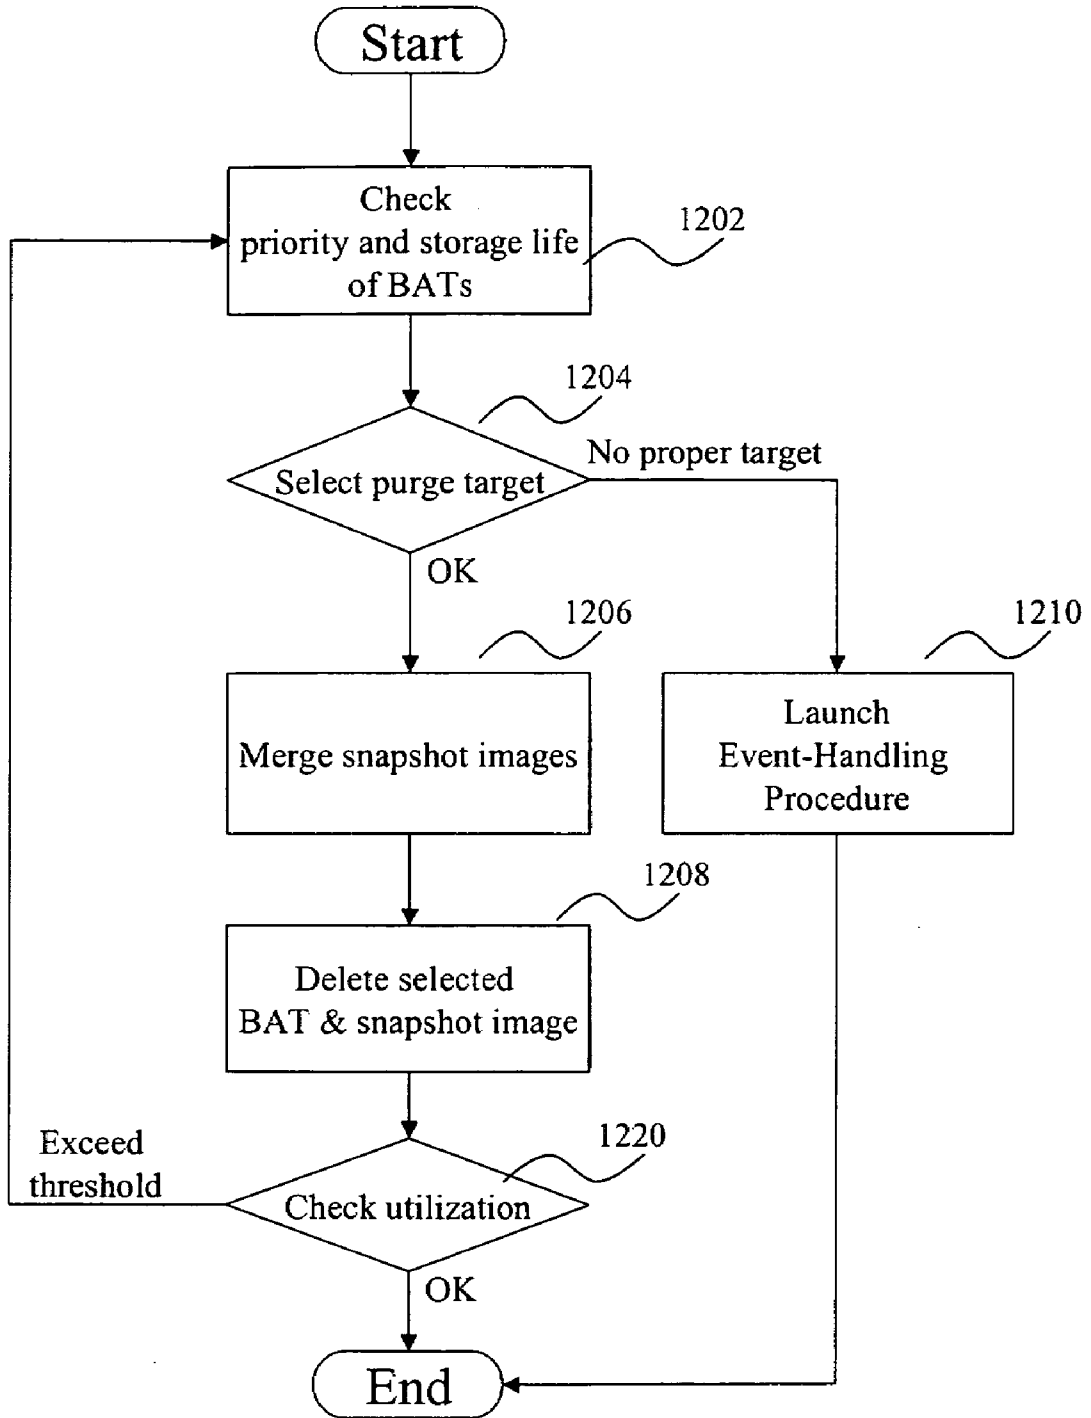 Start
Check
priority and storage life
of BATs
1202
1204
Select purge target
No proper target
OK
1206
1210
Merge snapshot images
Launch
Event-Handling
Procedure
1208
Delete selected
BAT & snapshot image
Exceed
threshold
1220
Check utilization
OK
End